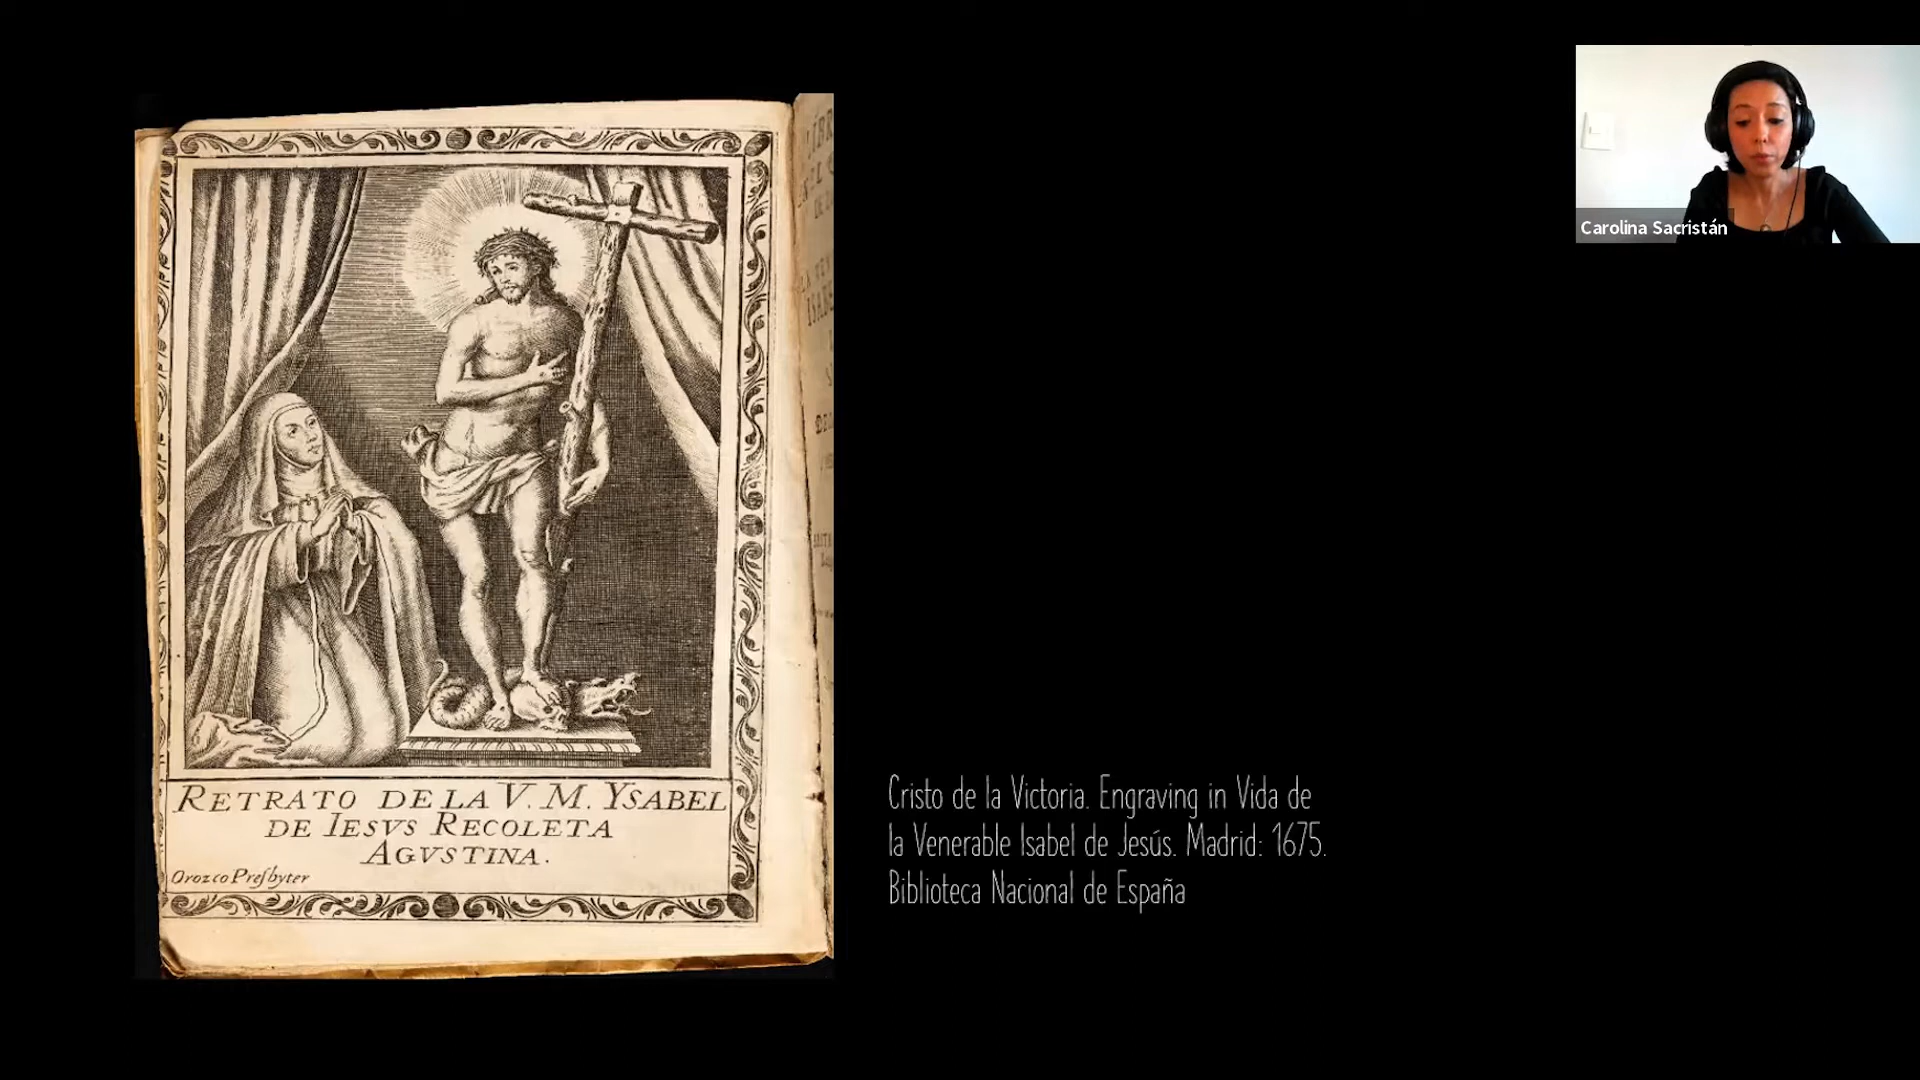 RETRATO DE LA V. M. YSABEL
DE IESVS RECOLETA
AGVSTINA.
Orozco Presbyter
Cristo de la Victoria. Engraving in Vida de
la Venerable Isabel de Jesús. Madrid: 1675.
Biblioteca Nacional de España
Carolina Sacristán